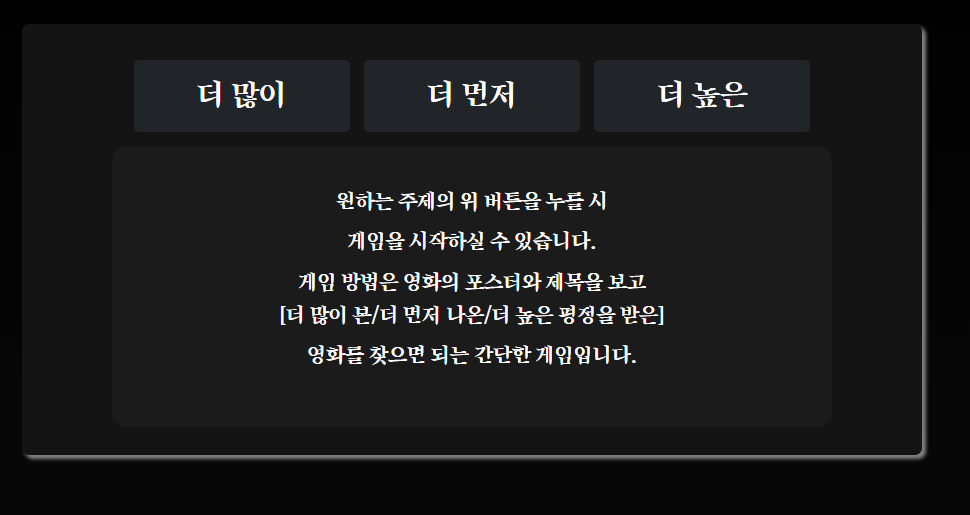 더 많이
더 먼저
더 높은
원하는 주제의 위 버튼을 누를 시
게임을 시작하실 수 있습니다.
게임 방법은 영화의 포스터와 제목을 보고
[더 많이 본/더 먼저 나온/더 높은 평점을 받은]
영화를 찾으면 되는 간단한 게임입니다.